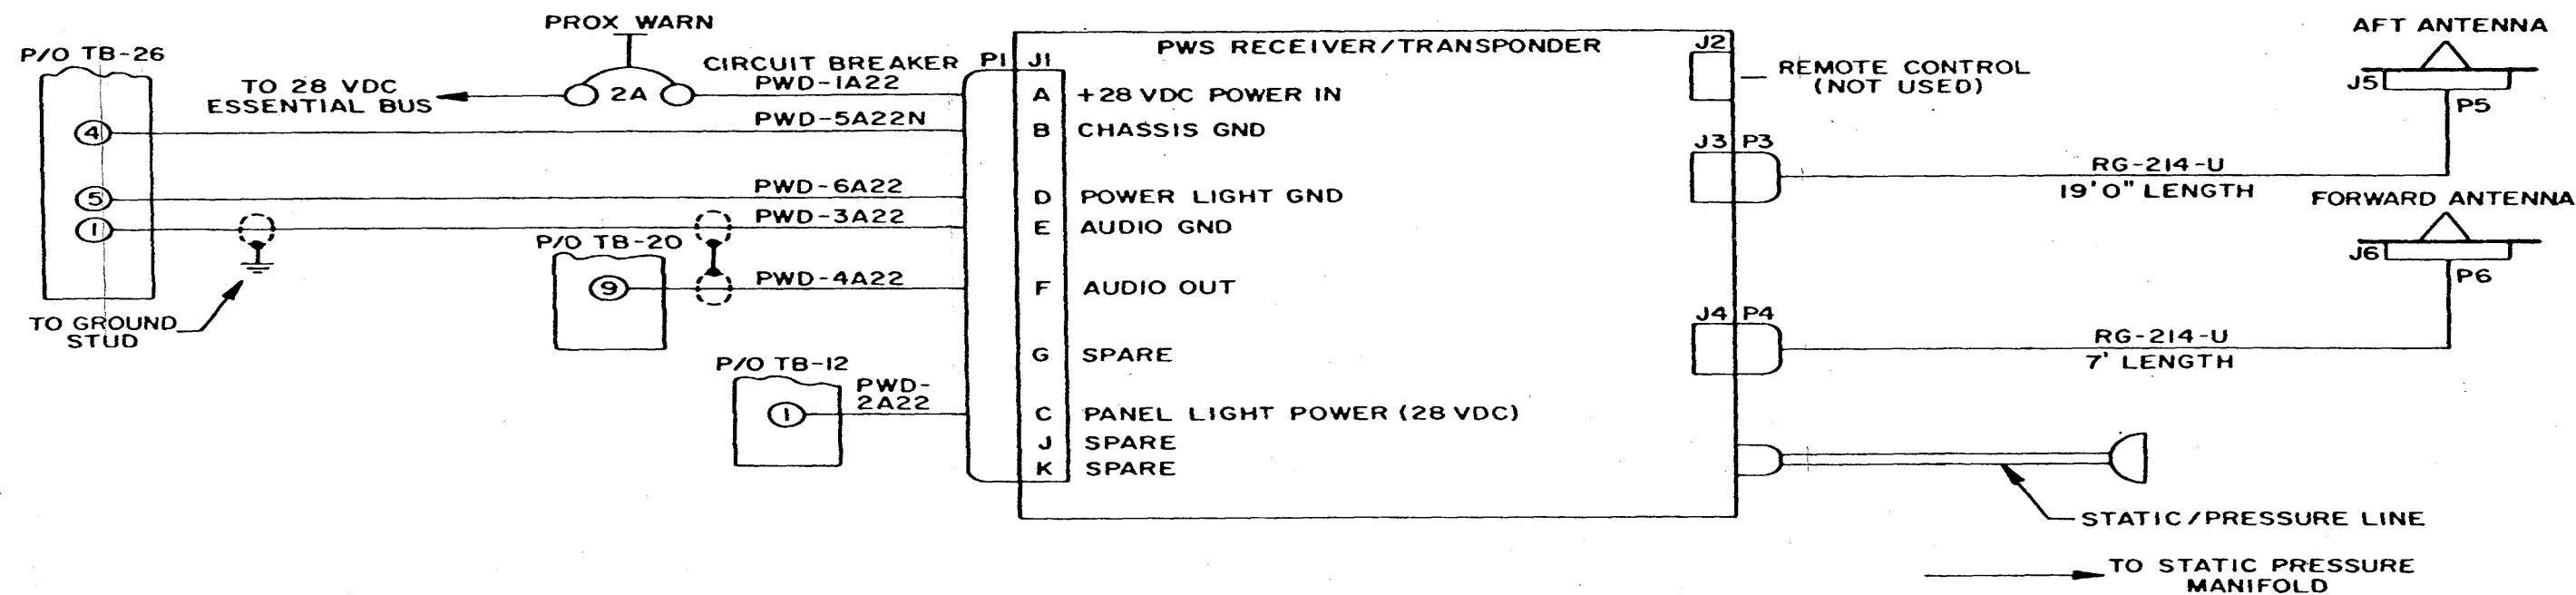 P/O TB-26
4
5
1
TO GROUND
STUD
PROX WARN
2A
CIRCUIT BREAKER
TO 28 VDC
ESSENTIAL BUS
PWD-1A22
PWD-5A22N
PWD-6A22
PWD-3A22
P/O TB-20
9
PWD-4A22
P/O TB-12
1
PWD-
2A22
P1 J1
PWS RECEIVER/TRANSPONDER
A +28 VDC POWER IN
B CHASSIS GND
D POWER LIGHT GND
E AUDIO GND
F AUDIO OUT
G SPARE
C PANEL LIGHT POWER (28 VDC)
J SPARE
K SPARE
J2
REMOTE CONTROL
(NOT USED)
J3 P3
RG-214-U
19'0" LENGTH
AFT ANTENNA
J5
P5
FORWARD ANTENNA
J6
P6
J4 P4
RG-214-U
7' LENGTH
STATIC/PRESSURE LINE
TO STATIC PRESSURE
MANIFOLD